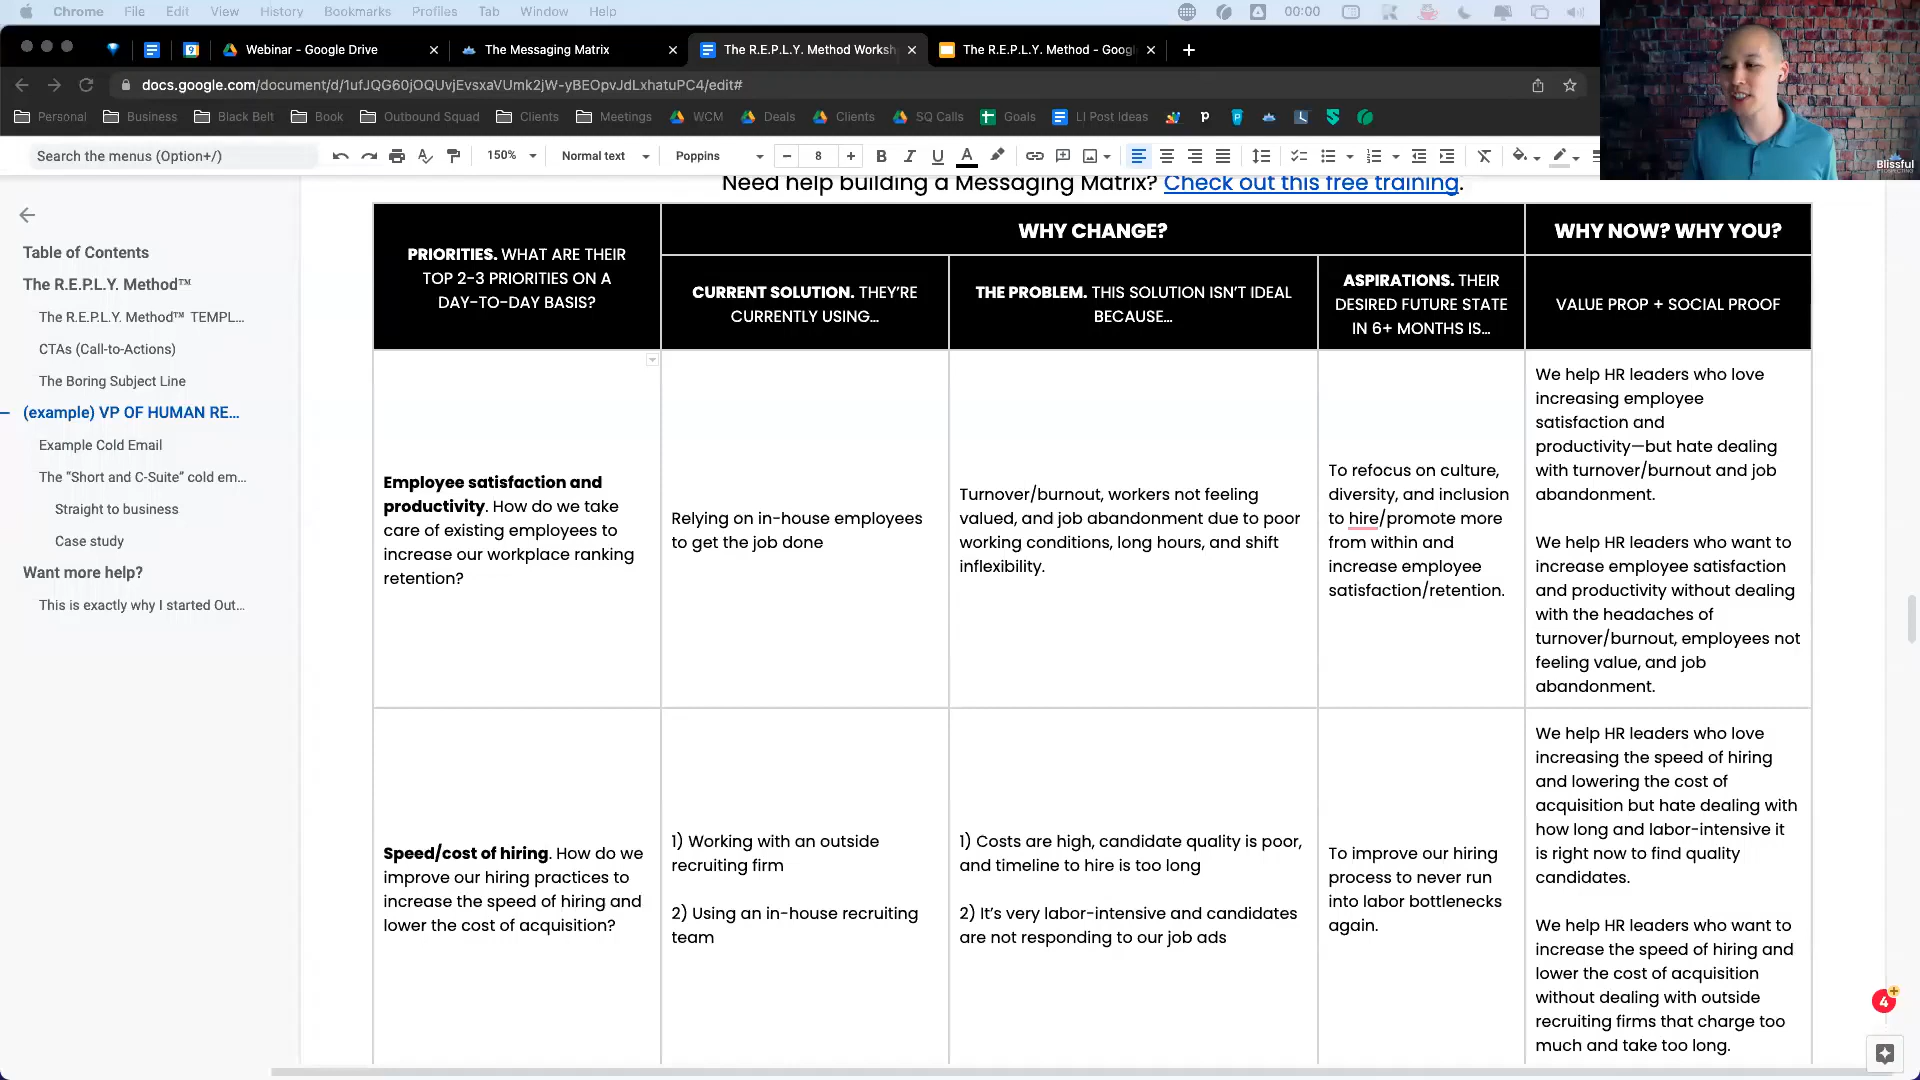 Chrome File Edit View History Bookmarks Profiles Tab Window Help 00:00
9 Webinar - Google Drive The Messaging Matrix The R.E.P.L.Y. Method Worksh The R.E.P.L.Y. Method - Googl
docs.google.com/document/d/1ufJQG60jOQUvjEvsxaVUmk2jW-yBEOpvJdLxhatuPC4/edit#
Personal Business Black Belt Book Outbound Squad Clients Meetings WCM Deals Clients SQ Calls Goals LI Post Ideas
Blissful
PROSPECTING
Search the menus (Option+/) 150% Normal text Poppins 8 B I U A
Need help building a Messaging Matrix? Check out this free training.
Table of Contents
The R.E.P.L.Y. Method™
The R.E.P.L.Y. Method™ TEMPL...
CTAs (Call-to-Actions)
The Boring Subject Line
(example) VP OF HUMAN RE...
Example Cold Email
The "Short and C-Suite" cold em...
Straight to business
Case study
Want more help?
This is exactly why I started Out...
PRIORITIES. WHAT ARE THEIR
TOP 2-3 PRIORITIES ON A
DAY-TO-DAY BASIS?
WHY CHANGE?
WHY NOW? WHY YOU?
CURRENT SOLUTION. THEY'RE
CURRENTLY USING...
THE PROBLEM. THIS SOLUTION ISN'T IDEAL
BECAUSE...
ASPIRATIONS. THEIR
DESIRED FUTURE STATE
IN 6+ MONTHS IS...
VALUE PROP + SOCIAL PROOF
Employee satisfaction and
productivity. How do we take
care of existing employees to
increase our workplace ranking
retention?
Relying on in-house employees
to get the job done
Turnover/burnout, workers not feeling
valued, and job abandonment due to poor
working conditions, long hours, and shift
inflexibility.
To refocus on culture,
diversity, and inclusion
to hire/promote more
from within and
increase employee
satisfaction/retention.
We help HR leaders who love
increasing employee
satisfaction and
productivity—but hate dealing
with turnover/burnout and job
abandonment.
We help HR leaders who want to
increase employee satisfaction
and productivity without dealing
with the headaches of
turnover/burnout, employees not
feeling value, and job
abandonment.
Speed/cost of hiring. How do we
improve our hiring practices to
increase the speed of hiring and
lower the cost of acquisition?
1) Working with an outside
recruiting firm
2) Using an in-house recruiting
team
1) Costs are high, candidate quality is poor,
and timeline to hire is too long
2) It's very labor-intensive and candidates
are not responding to our job ads
To improve our hiring
process to never run
into labor bottlenecks
again.
We help HR leaders who love
increasing the speed of hiring
and lowering the cost of
acquisition but hate dealing with
how long and labor-intensive it
is right now to find quality
candidates.
We help HR leaders who want to
increase the speed of hiring and
lower the cost of acquisition
without dealing with outside
recruiting firms that charge too
much and take too long.
4